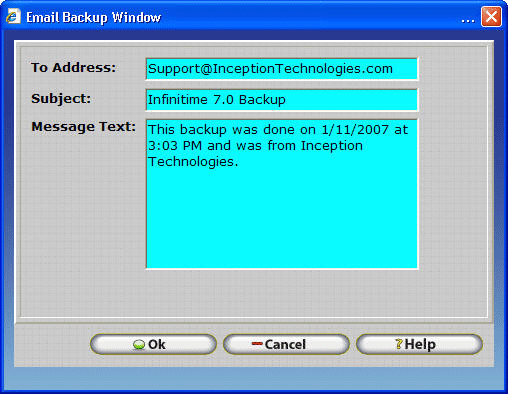 Email Backup Window ...
To Address: Support@InceptionTechnologies.com
Subject: Infinitime 7.0 Backup
Message Text: This backup was done on 1/11/2007 at
3:03 PM and was from Inception
Technologies.
Ok Cancel ?Help